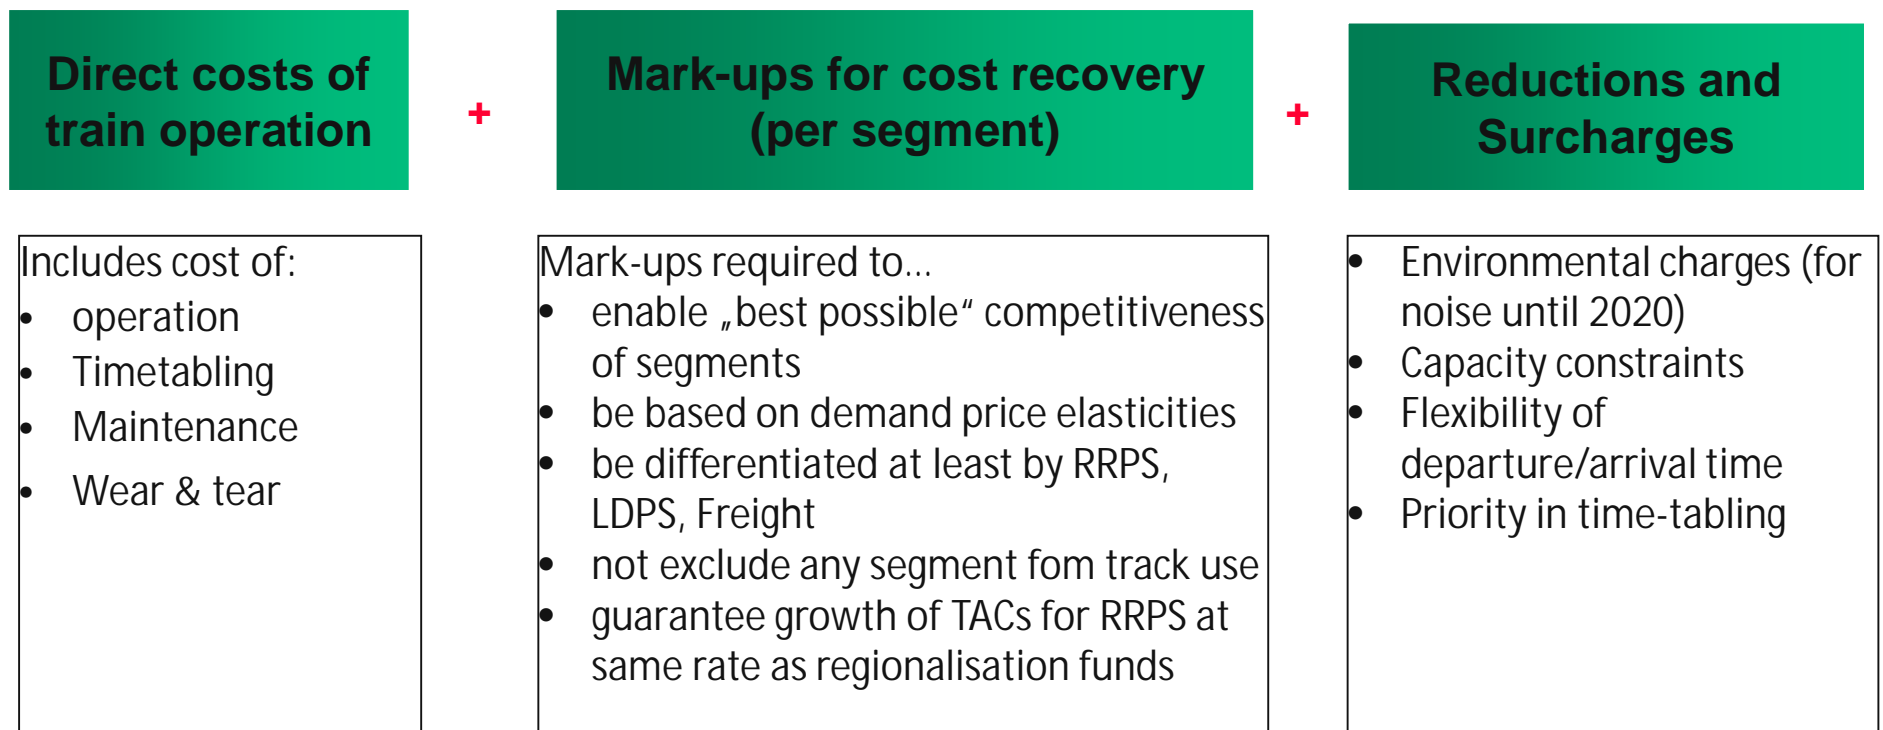 Direct costs of
train operation
+
Mark-ups for cost recovery
(per segment)
+
Reductions and
Surcharges
Includes cost of:
• operation
• Timetabling
• Maintenance
• Wear & tear
Mark-ups required to...
• enable „best possible“ competitiveness
of segments
• be based on demand price elasticities
• be differentiated at least by RRPS,
LDPS, Freight
• not exclude any segment fom track use
• guarantee growth of TACs for RRPS at
same rate as regionalisation funds
• Environmental charges (for
noise until 2020)
• Capacity constraints
• Flexibility of
departure/arrival time
• Priority in time-tabling